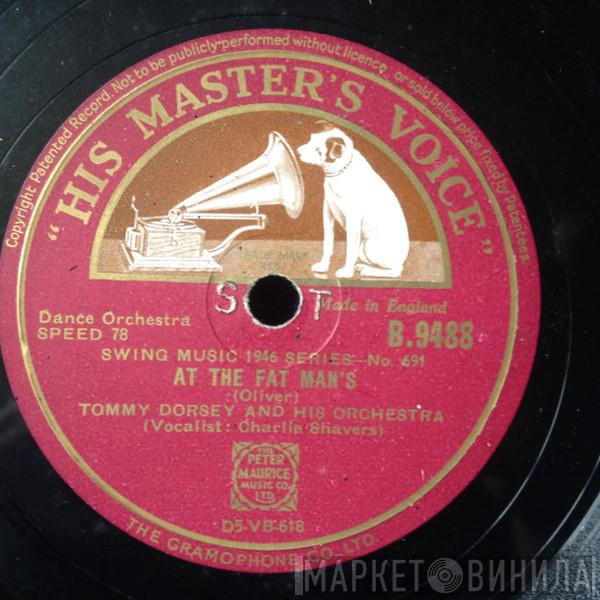 Copyright Patented Record. Not to be publicly performed without licence, or sold below price fixed by Patentees.
"HIS MASTER'S VOICE"
TRADE MARK
S T
Made in England
Dance Orchestra
SPEED 78
B.9488
SWING MUSIC 1946 SERIES—No. 691
AT THE FAT MAN'S
(Oliver)
TOMMY DORSEY AND HIS ORCHESTRA
(Vocalist: Charlie Shavers)
THE
PETER
MAURICE
MUSIC CO.
LTD
D5-VB-618
THE GRAMOPHONE CO. LTD.
МАРКЕТ ВИНИЛА